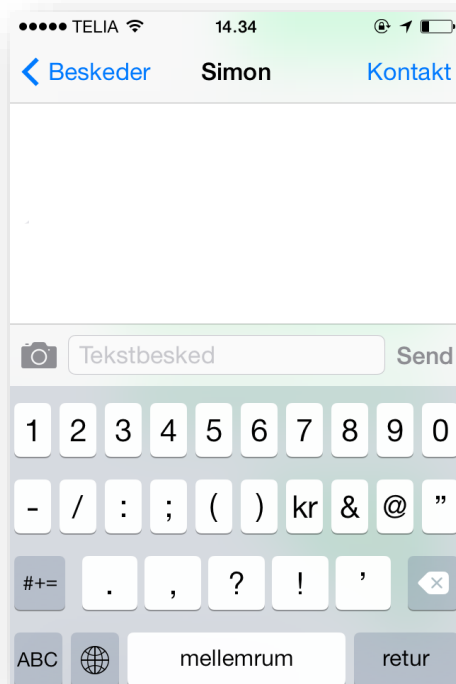 TELIA 14.34
Beskeder Simon Kontakt
Tekstbesked Send
1 2 3 4 5 6 7 8 9 0
- / : ; ( ) kr & @ ”
#+= . , ? ! ’
ABC mellemrum retur